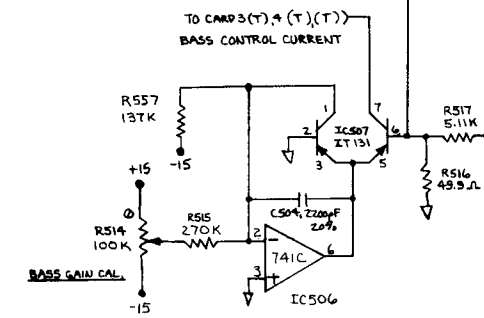 TO CARD 3(T), 4 (T), (T))
BASS CONTROL CURRENT
R557
137K
-15
1
7
2
IC507
IT 131
6
3
5
R517
5.11K
R516
49.9Ω
+15
C504, 2200pF
20%
R514
100K
R515
270K
2
-
741C
6
3
+
BASS GAIN CAL.
-15
IC506